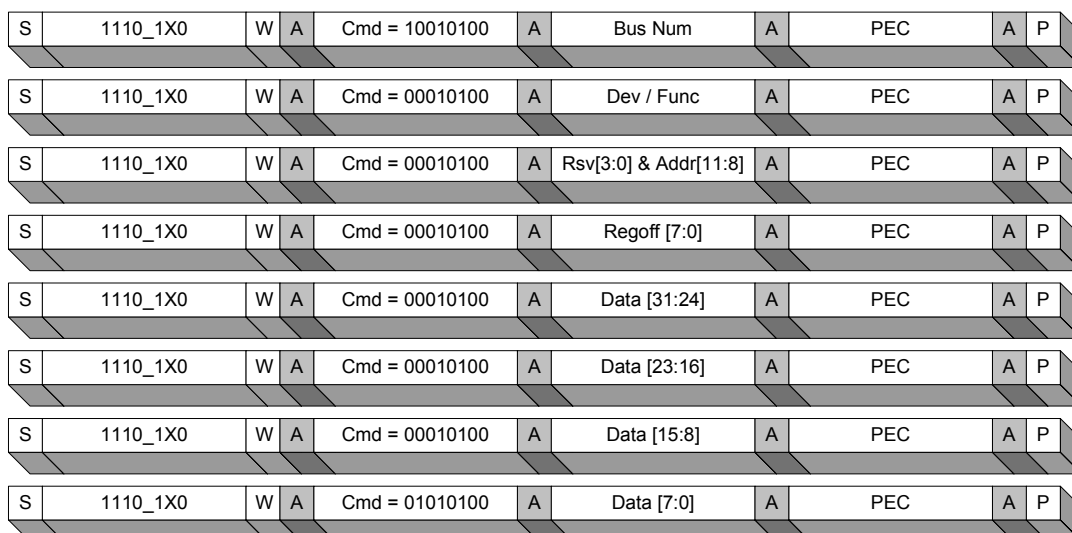 S 1110_1X0 W A Cmd = 10010100 A Bus Num A PEC A P
S 1110_1X0 W A Cmd = 00010100 A Dev / Func A PEC A P
S 1110_1X0 W A Cmd = 00010100 A Rsv[3:0] & Addr[11:8] A PEC A P
S 1110_1X0 W A Cmd = 00010100 A Regoff [7:0] A PEC A P
S 1110_1X0 W A Cmd = 00010100 A Data [31:24] A PEC A P
S 1110_1X0 W A Cmd = 00010100 A Data [23:16] A PEC A P
S 1110_1X0 W A Cmd = 00010100 A Data [15:8] A PEC A P
S 1110_1X0 W A Cmd = 01010100 A Data [7:0] A PEC A P